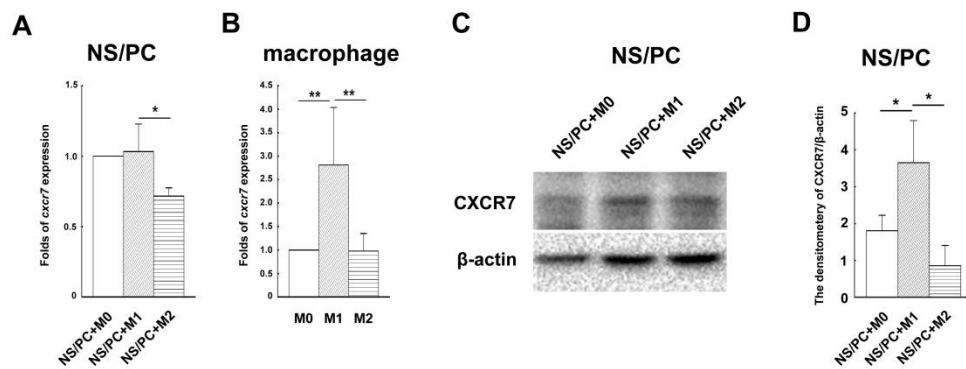 A
NS/PC
Folds of cxcr7 expression
1.5
*
1.0
0.5
0
NS/PC+M0
NS/PC+M1
NS/PC+M2
B
macrophage
Folds of cxcr7 expression
4.5
4.0
3.5
3.0
2.5
2.0
1.5
1.0
0.5
0
** **
M0 M1 M2
C
NS/PC
NS/PC+M0
NS/PC+M1
NS/PC+M2
CXCR7
β-actin
D
NS/PC
The densitometery of CXCR7/β-actin
5
4
3
2
1
0
* *
NS/PC+M0
NS/PC+M1
NS/PC+M2